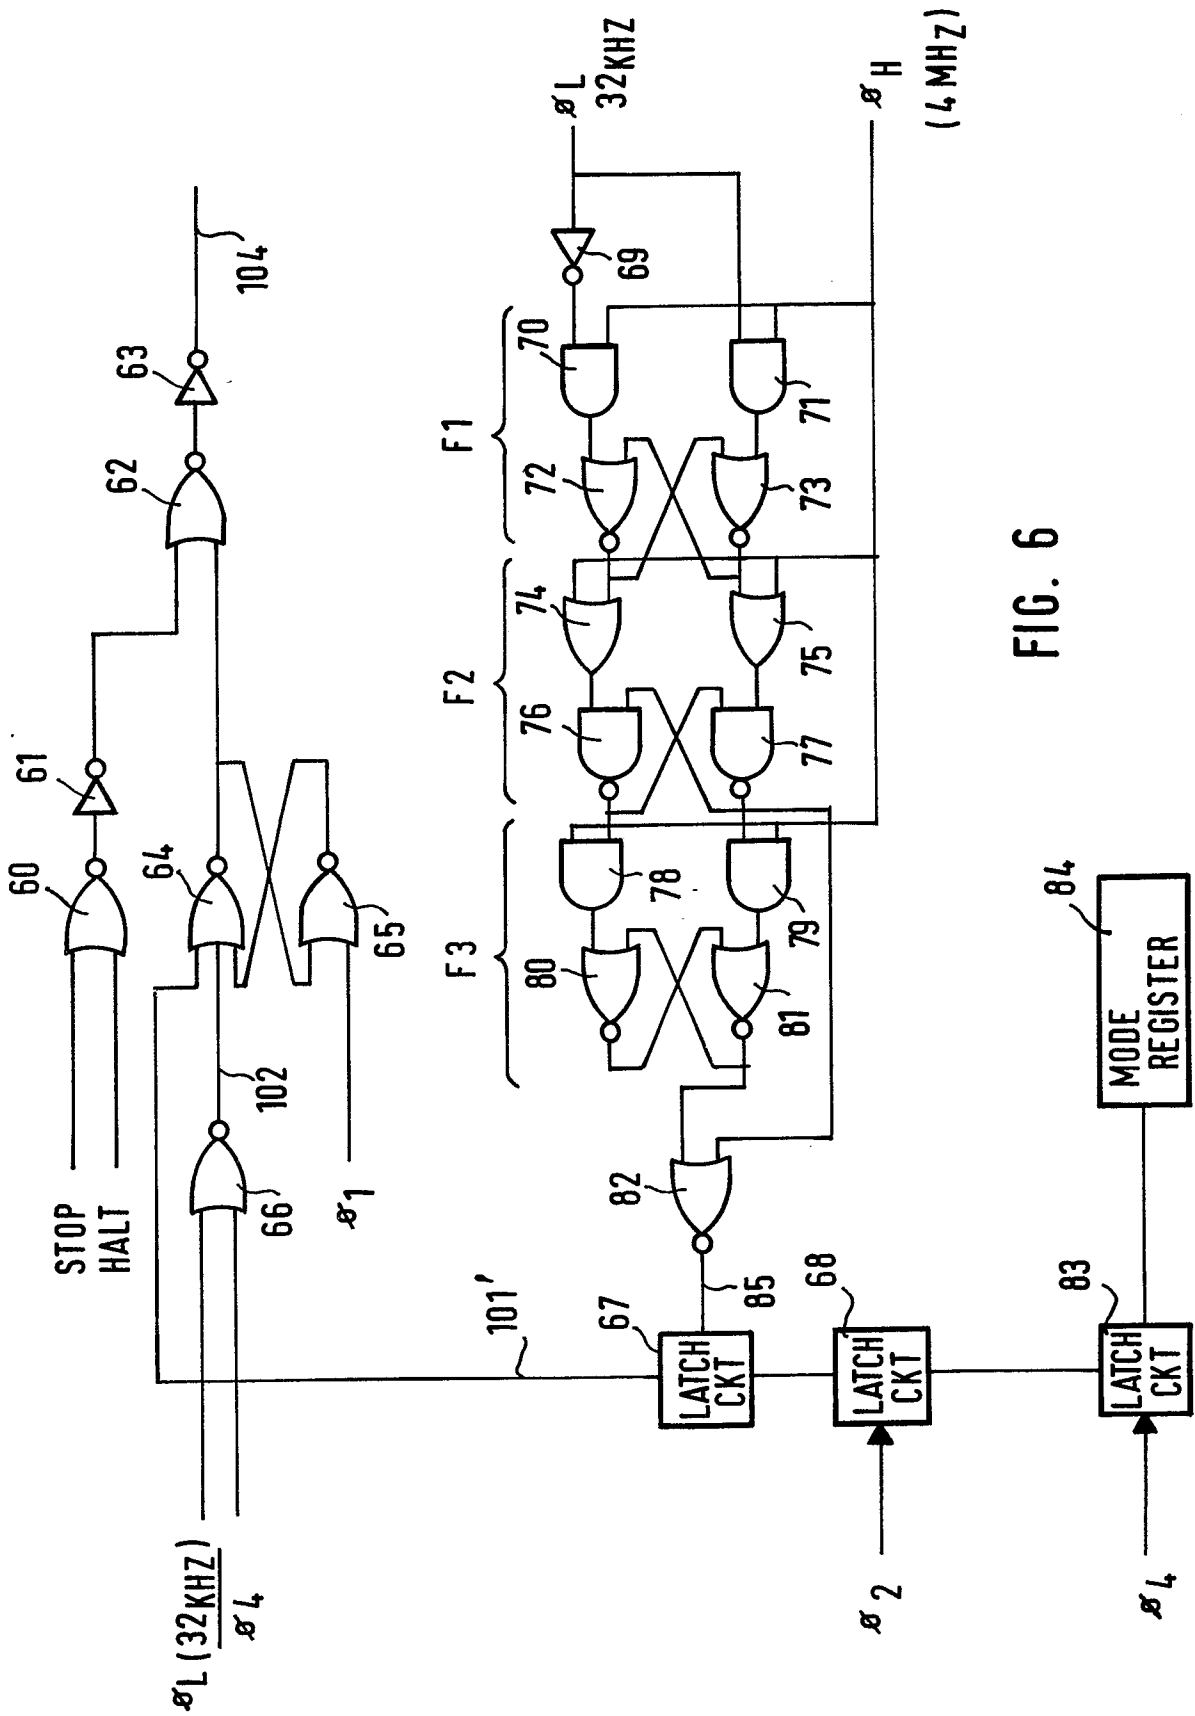 STOP
HALT
60
61
62
63
104
64
65
102
66
ø1
øL (32KHZ)
ø4
101'
F1
F2
F3
øL
32KHZ
69
70
71
72
73
74
75
76
77
78
79
80
81
82
85
øH
(4 MHZ)
67
LATCH
CKT
68
LATCH
CKT
ø2
83
LATCH
CKT
ø4
84
MODE
REGISTER
FIG. 6